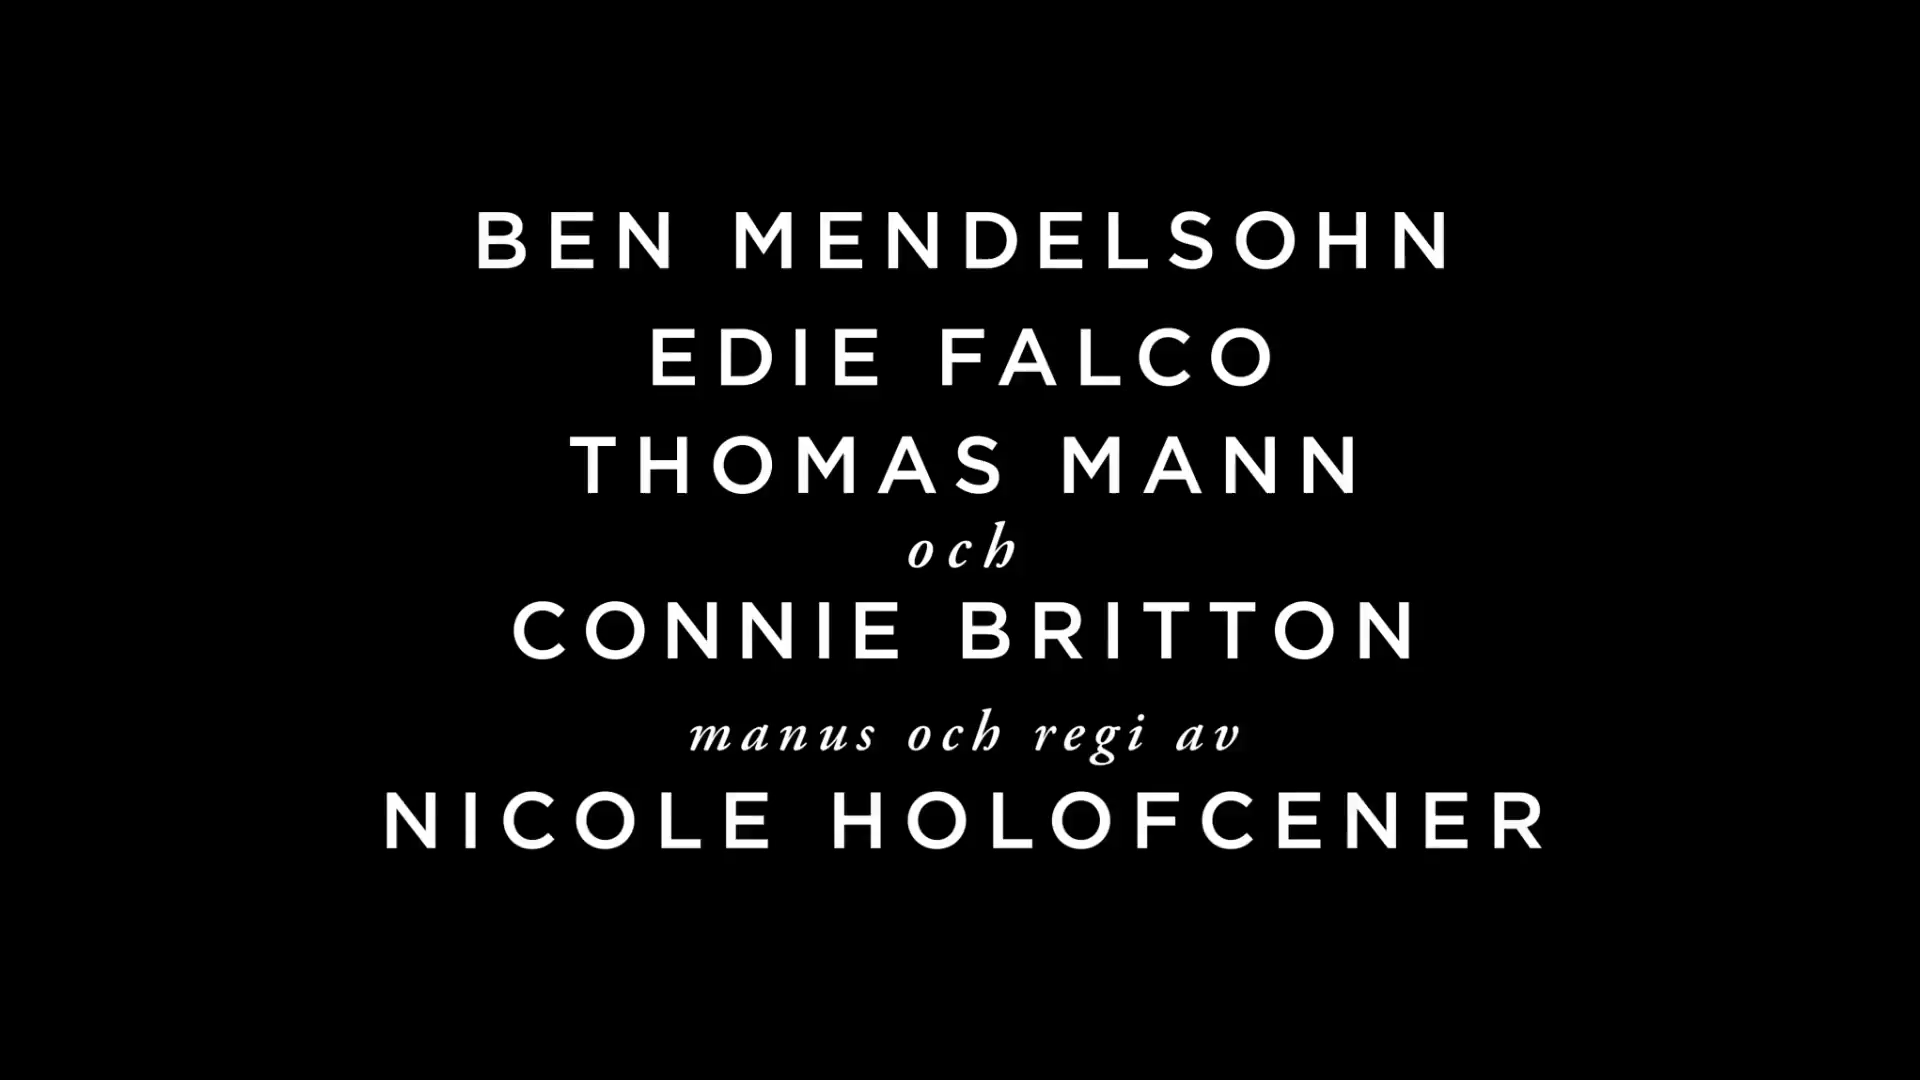 BEN MENDELSOHN
EDIE FALCO
THOMAS MANN
och
CONNIE BRITTON
manus och regi av
NICOLE HOLOFCENER